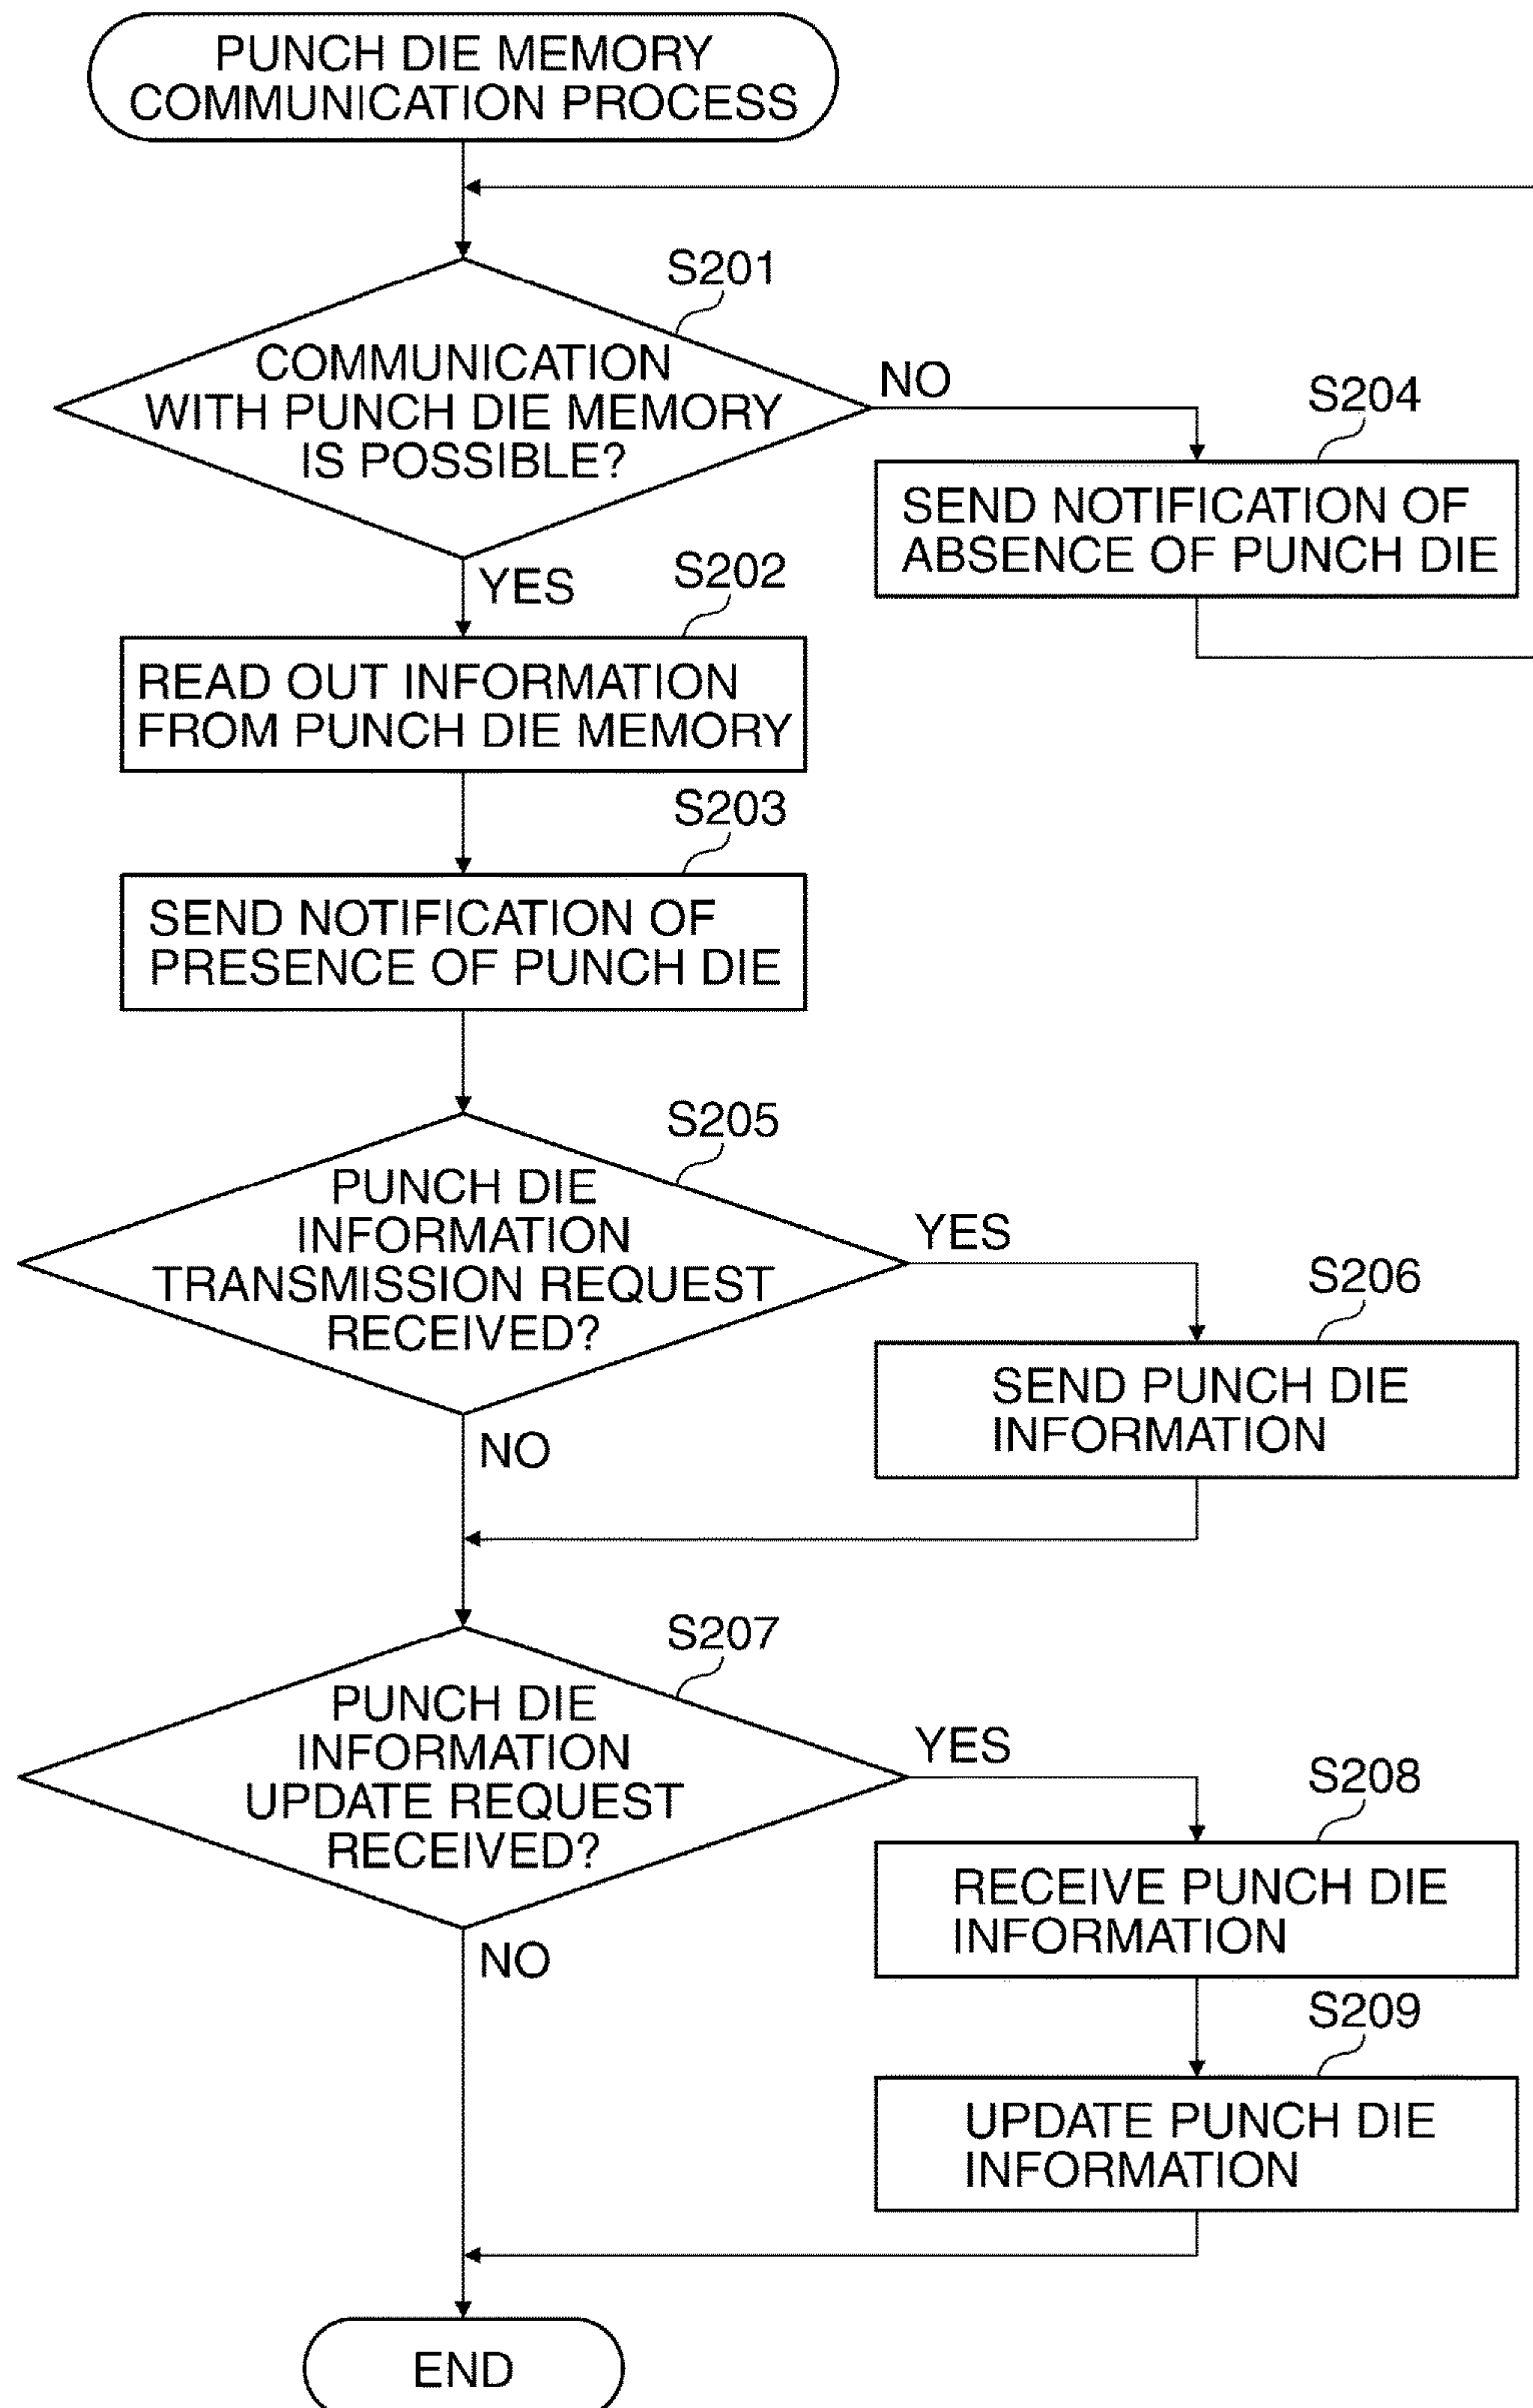 PUNCH DIE MEMORY
COMMUNICATION PROCESS
S201
COMMUNICATION
WITH PUNCH DIE MEMORY
IS POSSIBLE?
NO
S204
SEND NOTIFICATION OF
ABSENCE OF PUNCH DIE
YES
S202
READ OUT INFORMATION
FROM PUNCH DIE MEMORY
S203
SEND NOTIFICATION OF
PRESENCE OF PUNCH DIE
S205
PUNCH DIE
INFORMATION
TRANSMISSION REQUEST
RECEIVED?
YES
S206
SEND PUNCH DIE
INFORMATION
NO
S207
PUNCH DIE
INFORMATION
UPDATE REQUEST
RECEIVED?
YES
S208
RECEIVE PUNCH DIE
INFORMATION
NO
S209
UPDATE PUNCH DIE
INFORMATION
END